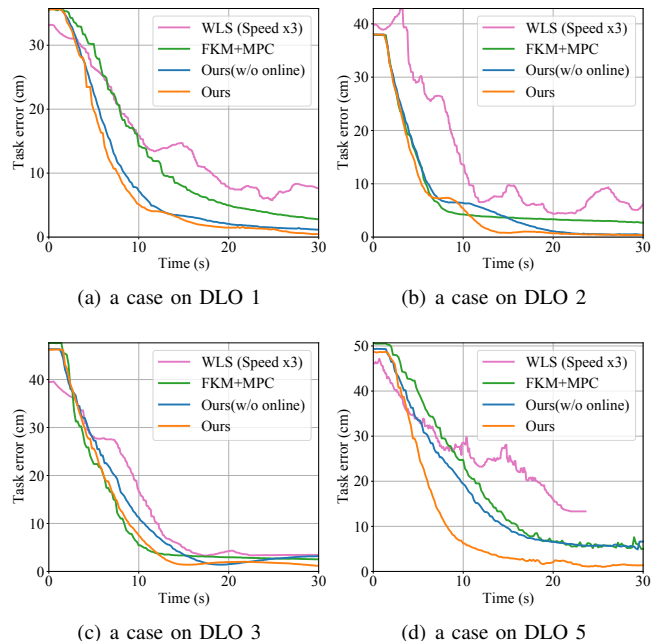 WLS (Speed x3)
FKM+MPC
Ours(w/o online)
Ours
Task error (cm)
30
20
10
0
0
10
20
30
Time (s)
(a) a case on DLO 1
WLS (Speed x3)
FKM+MPC
Ours(w/o online)
Ours
Task error (cm)
40
30
20
10
0
0
10
20
30
Time (s)
(b) a case on DLO 2
WLS (Speed x3)
FKM+MPC
Ours(w/o online)
Ours
Task error (cm)
40
30
20
10
0
0
10
20
30
Time (s)
(c) a case on DLO 3
WLS (Speed x3)
FKM+MPC
Ours(w/o online)
Ours
Task error (cm)
50
40
30
20
10
0
0
10
20
30
Time (s)
(d) a case on DLO 5